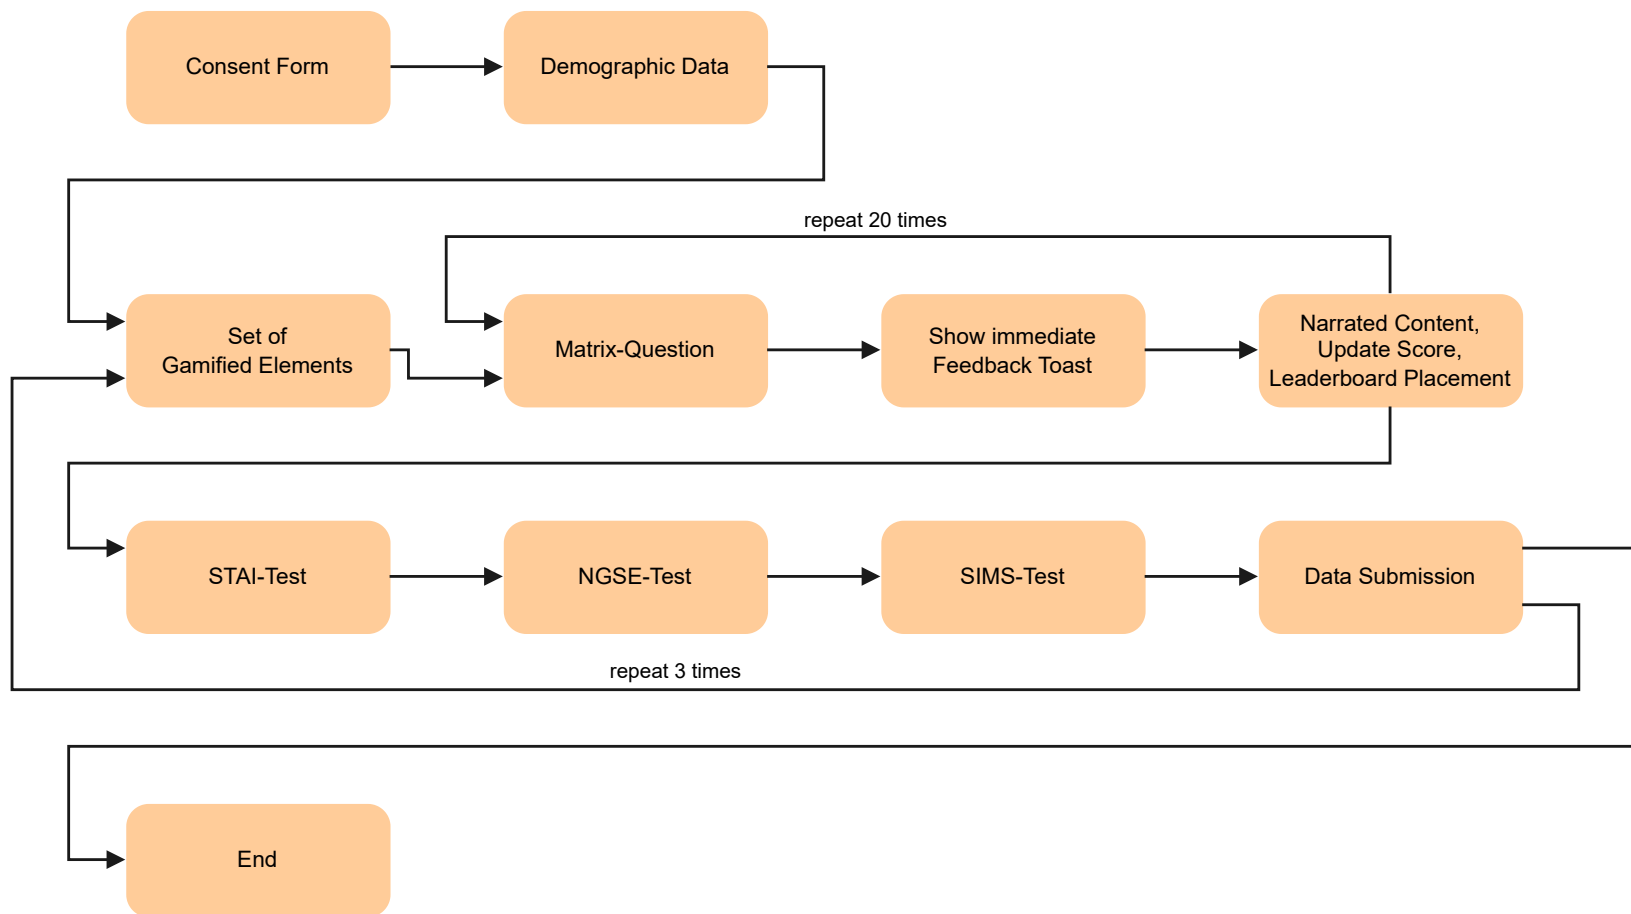 Consent Form
Demographic Data
repeat 20 times
Set of
Gamified Elements
Matrix-Question
Show immediate
Feedback Toast
Narrated Content,
Update Score,
Leaderboard Placement
STAI-Test
NGSE-Test
SIMS-Test
Data Submission
repeat 3 times
End